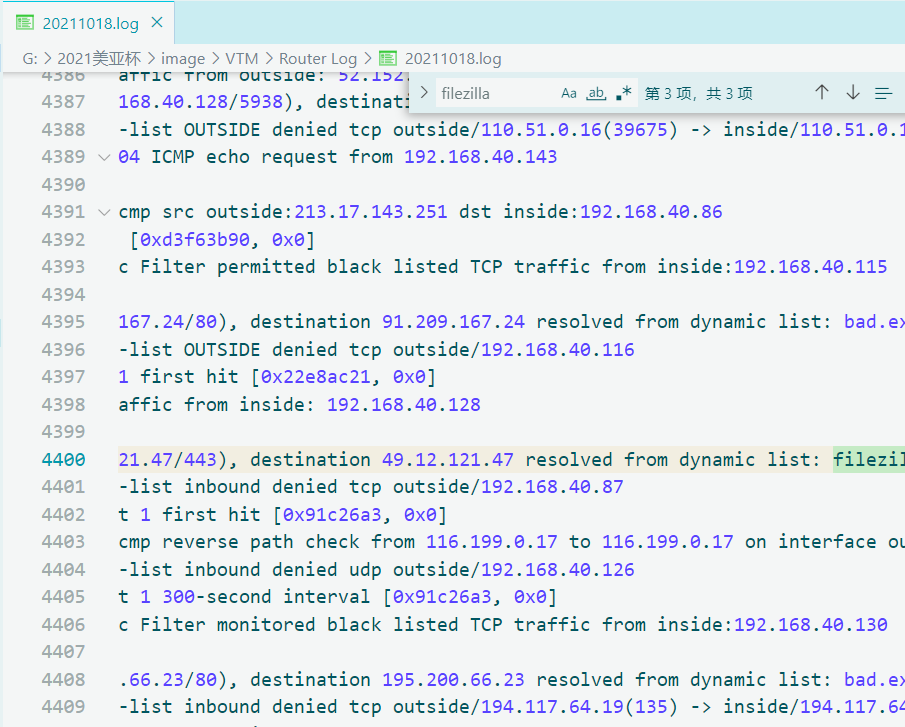 20211018.log
G: > 2021美亚杯 > image > VTM > Router Log > 20211018.log
4386 affic from outside: 52.152.
filezilla Aa ab .* 第 3 项，共 3 项
4387 168.40.128/5938), destinati
4388 -list OUTSIDE denied tcp outside/110.51.0.16(39675) -> inside/110.51.0.1
4389 04 ICMP echo request from 192.168.40.143
4390
4391 cmp src outside:213.17.143.251 dst inside:192.168.40.86
4392 [0xd3f63b90, 0x0]
4393 c Filter permitted black listed TCP traffic from inside:192.168.40.115
4394
4395 167.24/80), destination 91.209.167.24 resolved from dynamic list: bad.ex
4396 -list OUTSIDE denied tcp outside/192.168.40.116
4397 1 first hit [0x22e8ac21, 0x0]
4398 affic from inside: 192.168.40.128
4399
4400 21.47/443), destination 49.12.121.47 resolved from dynamic list: filezil
4401 -list inbound denied tcp outside/192.168.40.87
4402 t 1 first hit [0x91c26a3, 0x0]
4403 cmp reverse path check from 116.199.0.17 to 116.199.0.17 on interface ou
4404 -list inbound denied udp outside/192.168.40.126
4405 t 1 300-second interval [0x91c26a3, 0x0]
4406 c Filter monitored black listed TCP traffic from inside:192.168.40.130
4407
4408 .66.23/80), destination 195.200.66.23 resolved from dynamic list: bad.ex
4409 -list inbound denied tcp outside/194.117.64.19(135) -> inside/194.117.64